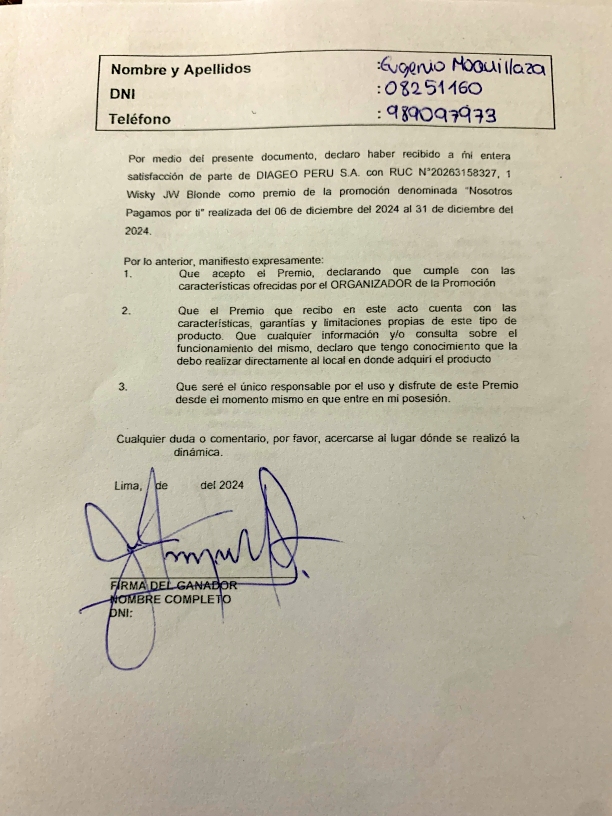 Nombre y Apellidos :Eugenio Moquillaza
DNI :08251160
Teléfono : 989097973
Por medio del presente documento, declaro haber recibido a mi entera
satisfacción de parte de DIAGEO PERU S.A. con RUC N°20263158327, 1
Wisky JW Blonde como premio de la promoción denominada "Nosotros
Pagamos por ti" realizada del 06 de diciembre del 2024 al 31 de diciembre del
2024.
Por lo anterior, manifiesto expresamente:
1. Que acepto el Premio, declarando que cumple con las
características ofrecidas por el ORGANIZADOR de la Promoción
2. Que el Premio que recibo en este acto cuenta con las
características, garantías y limitaciones propias de este tipo de
producto. Que cualquier información y/o consulta sobre el
funcionamiento del mismo, declaro que tengo conocimiento que la
debo realizar directamente al local en donde adquirí el producto
3. Que seré el único responsable por el uso y disfrute de este Premio
desde el momento mismo en que entre en mi posesión.
Cualquier duda o comentario, por favor, acercarse al lugar dónde se realizó la
dinámica.
Lima, de del 2024
FIRMA DEL GANADOR
NOMBRE COMPLETO
DNI: